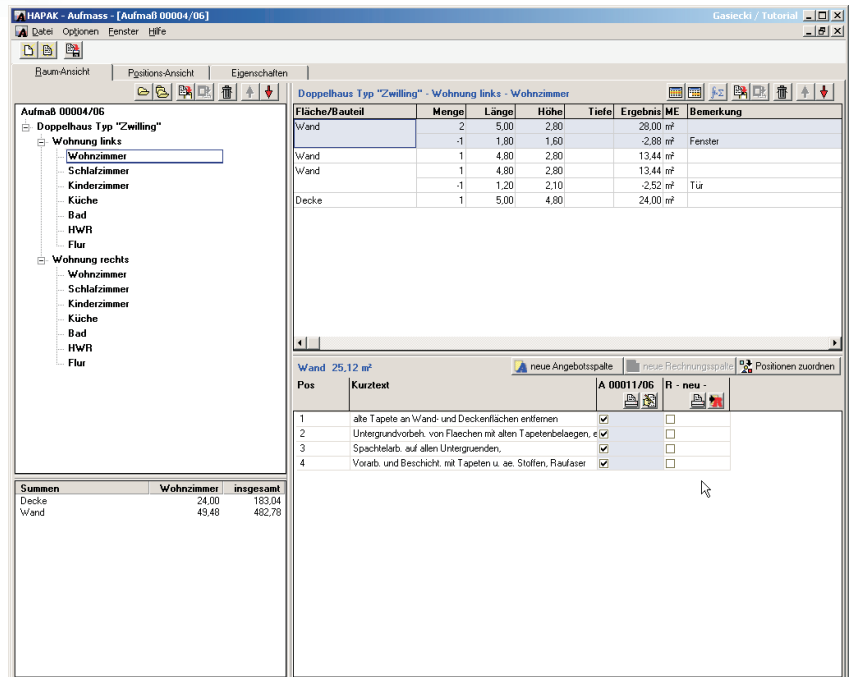 HAPAK - Aufmass - [Aufmaß 00004/06] Gasiecki / Tutorial
Datei Optionen Fenster Hilfe
Raum-Ansicht Positions-Ansicht Eigenschaften
Aufmaß 00004/06
Doppelhaus Typ "Zwilling"
Wohnung links
Wohnzimmer
Schlafzimmer
Kinderzimmer
Küche
Bad
HWR
Flur
Wohnung rechts
Wohnzimmer
Schlafzimmer
Kinderzimmer
Küche
Bad
HWR
Flur
Summen Wohnzimmer insgesamt
Decke 24,00 183,04
Wand 49,48 482,78
Doppelhaus Typ "Zwilling" - Wohnung links - Wohnzimmer
Fläche/Bauteil Menge Länge Höhe Tiefe Ergebnis ME Bemerkung
Wand 2 5,00 2,80 28,00 m²
-1 1,80 1,60 -2,88 m² Fenster
Wand 1 4,80 2,80 13,44 m²
Wand 1 4,80 2,80 13,44 m²
-1 1,20 2,10 -2,52 m² Tür
Decke 1 5,00 4,80 24,00 m²
Wand 25,12 m² neue Angebotsspalte neue Rechnungsspalte Positionen zuordnen
Pos Kurztext A 00011/06 R - neu -
1 alte Tapete an Wand- und Deckenflächen entfernen
2 Untergrundvorbeh. von Flaechen mit alten Tapetenbelaegen, e
3 Spachtelarb. auf allen Untergruenden,
4 Vorarb. und Beschicht. mit Tapeten u. ae. Stoffen, Raufaser